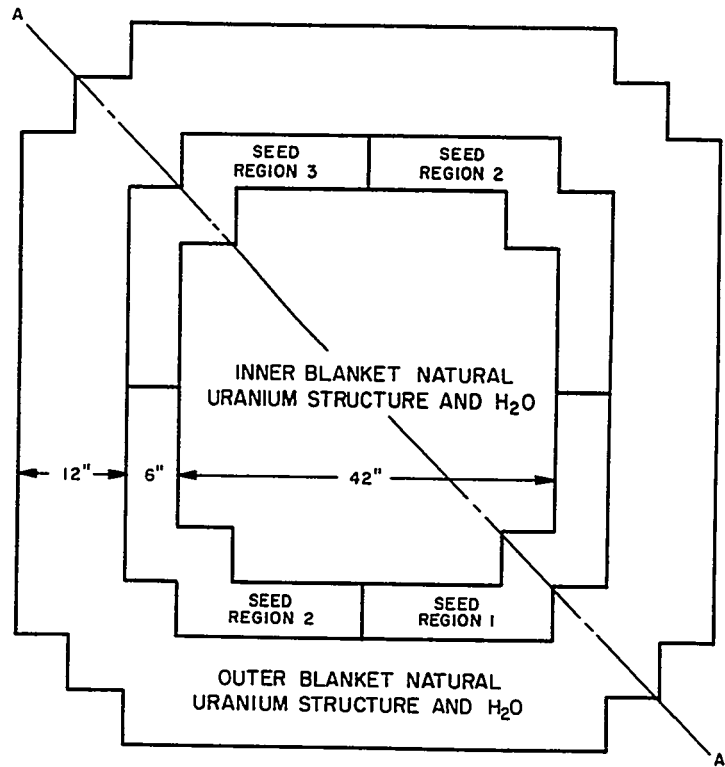 A
SEED
REGION 3
SEED
REGION 2
INNER BLANKET NATURAL
URANIUM STRUCTURE AND H₂O
12"
6"
42"
SEED
REGION 2
SEED
REGION 1
OUTER BLANKET NATURAL
URANIUM STRUCTURE AND H₂O
A